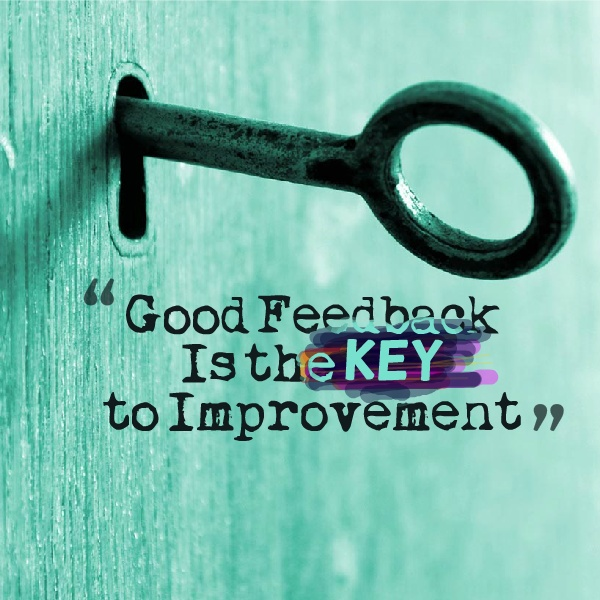 “Good Feedback
Is the KEY
to Improvement”